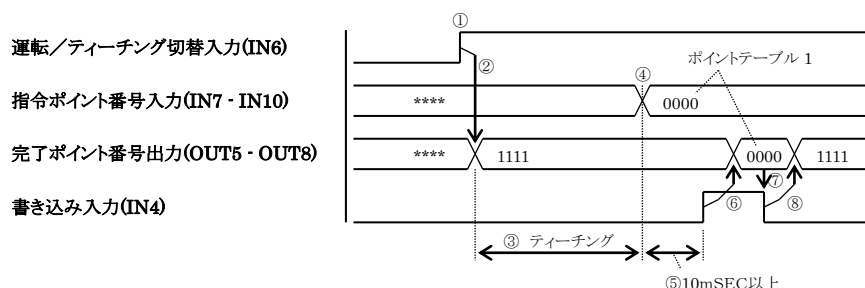 ①
運転／ティーチング切替入力(IN6)
②
ポイントテーブル 1
④
指令ポイント番号入力(IN7 - IN10)
****
0000
完了ポイント番号出力(OUT5 - OUT8)
****
1111
0000
1111
⑦
書き込み入力(IN4)
⑥
⑧
③ ティーチング
⑤10mSEC以上